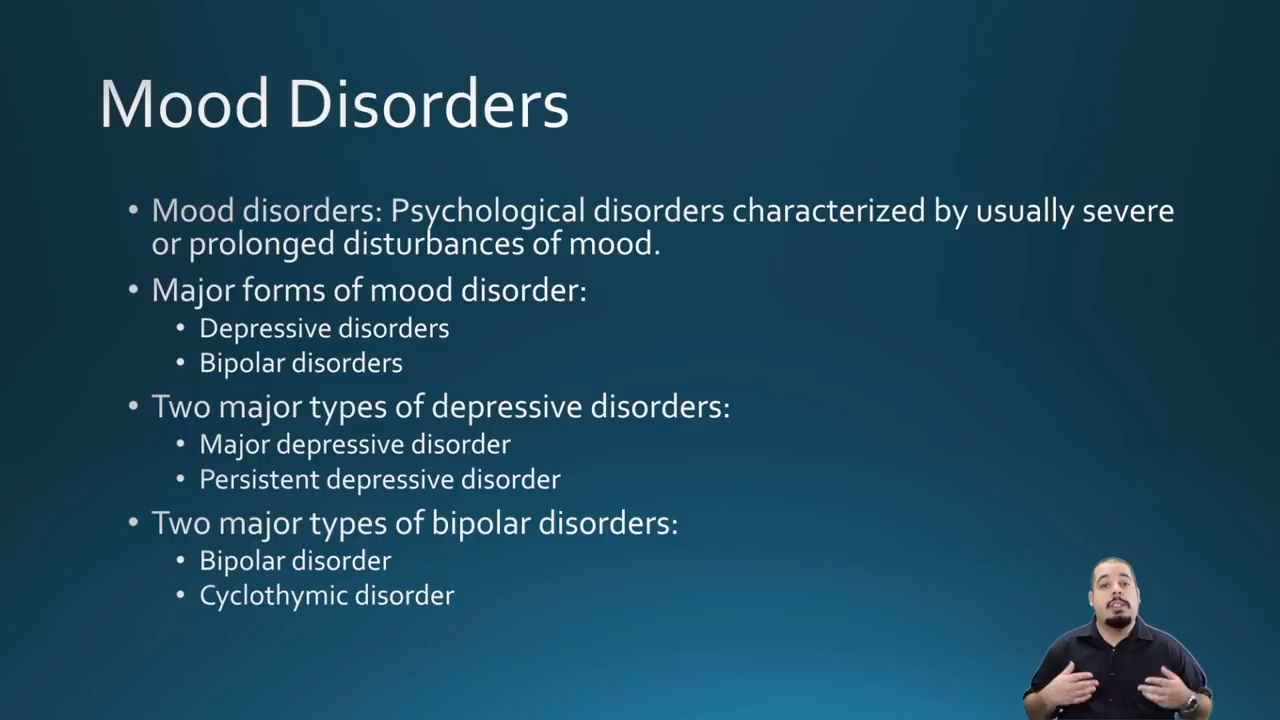 Mood Disorders
• Mood disorders: Psychological disorders characterized by usually severe
or prolonged disturbances of mood.
• Major forms of mood disorder:
• Depressive disorders
• Bipolar disorders
• Two major types of depressive disorders:
• Major depressive disorder
• Persistent depressive disorder
• Two major types of bipolar disorders:
• Bipolar disorder
• Cyclothymic disorder